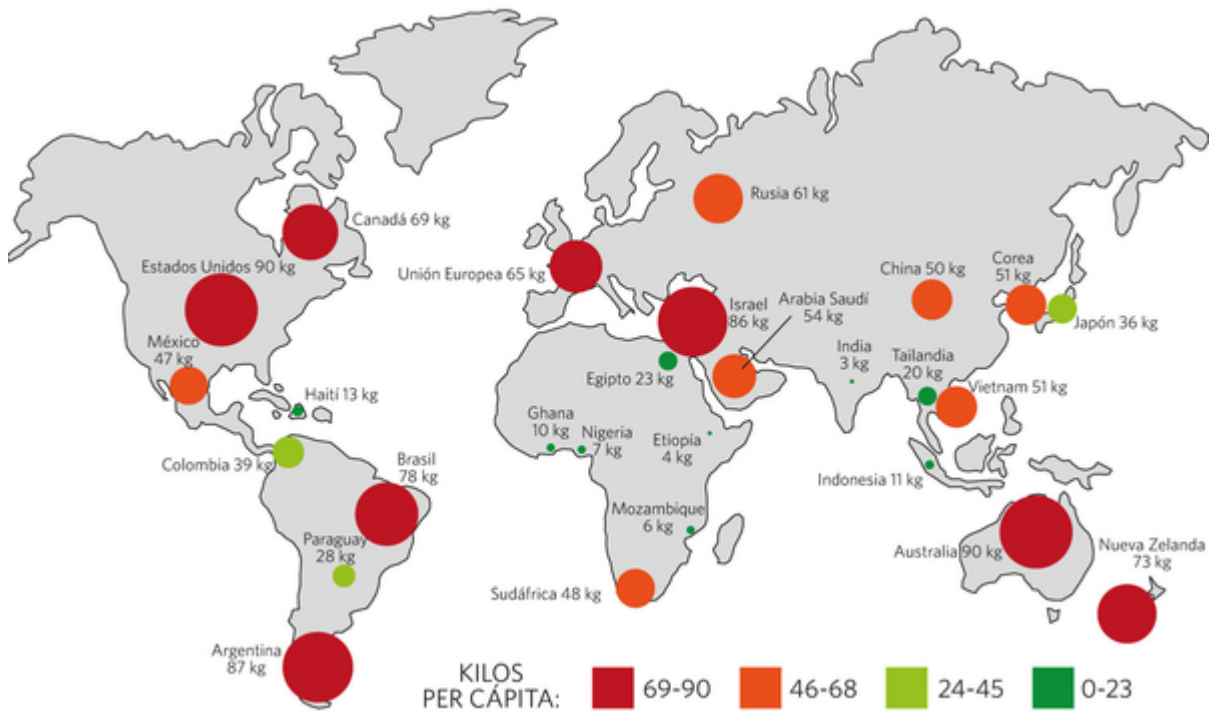 Canadá 69 kg
Estados Unidos 90 kg
México
47 kg
Haití 13 kg
Colombia 39 kg
Brasil
78 kg
Paraguay
28 kg
Argentina
87 kg
Rusia 61 kg
Unión Europea 65 kg
Israel
86 kg
Arabia Saudí
54 kg
China 50 kg
Corea
51 kg
Japón 36 kg
India
3 kg
Tailandia
20 kg
Vietnam 51 kg
Egipto 23 kg
Ghana
10 kg
Nigeria
7 kg
Etiopía
4 kg
Indonesia 11 kg
Mozambique
6 kg
Sudáfrica 48 kg
Australia 90 kg
Nueva Zelanda
73 kg
KILOS
PER CÁPITA:
69-90
46-68
24-45
0-23